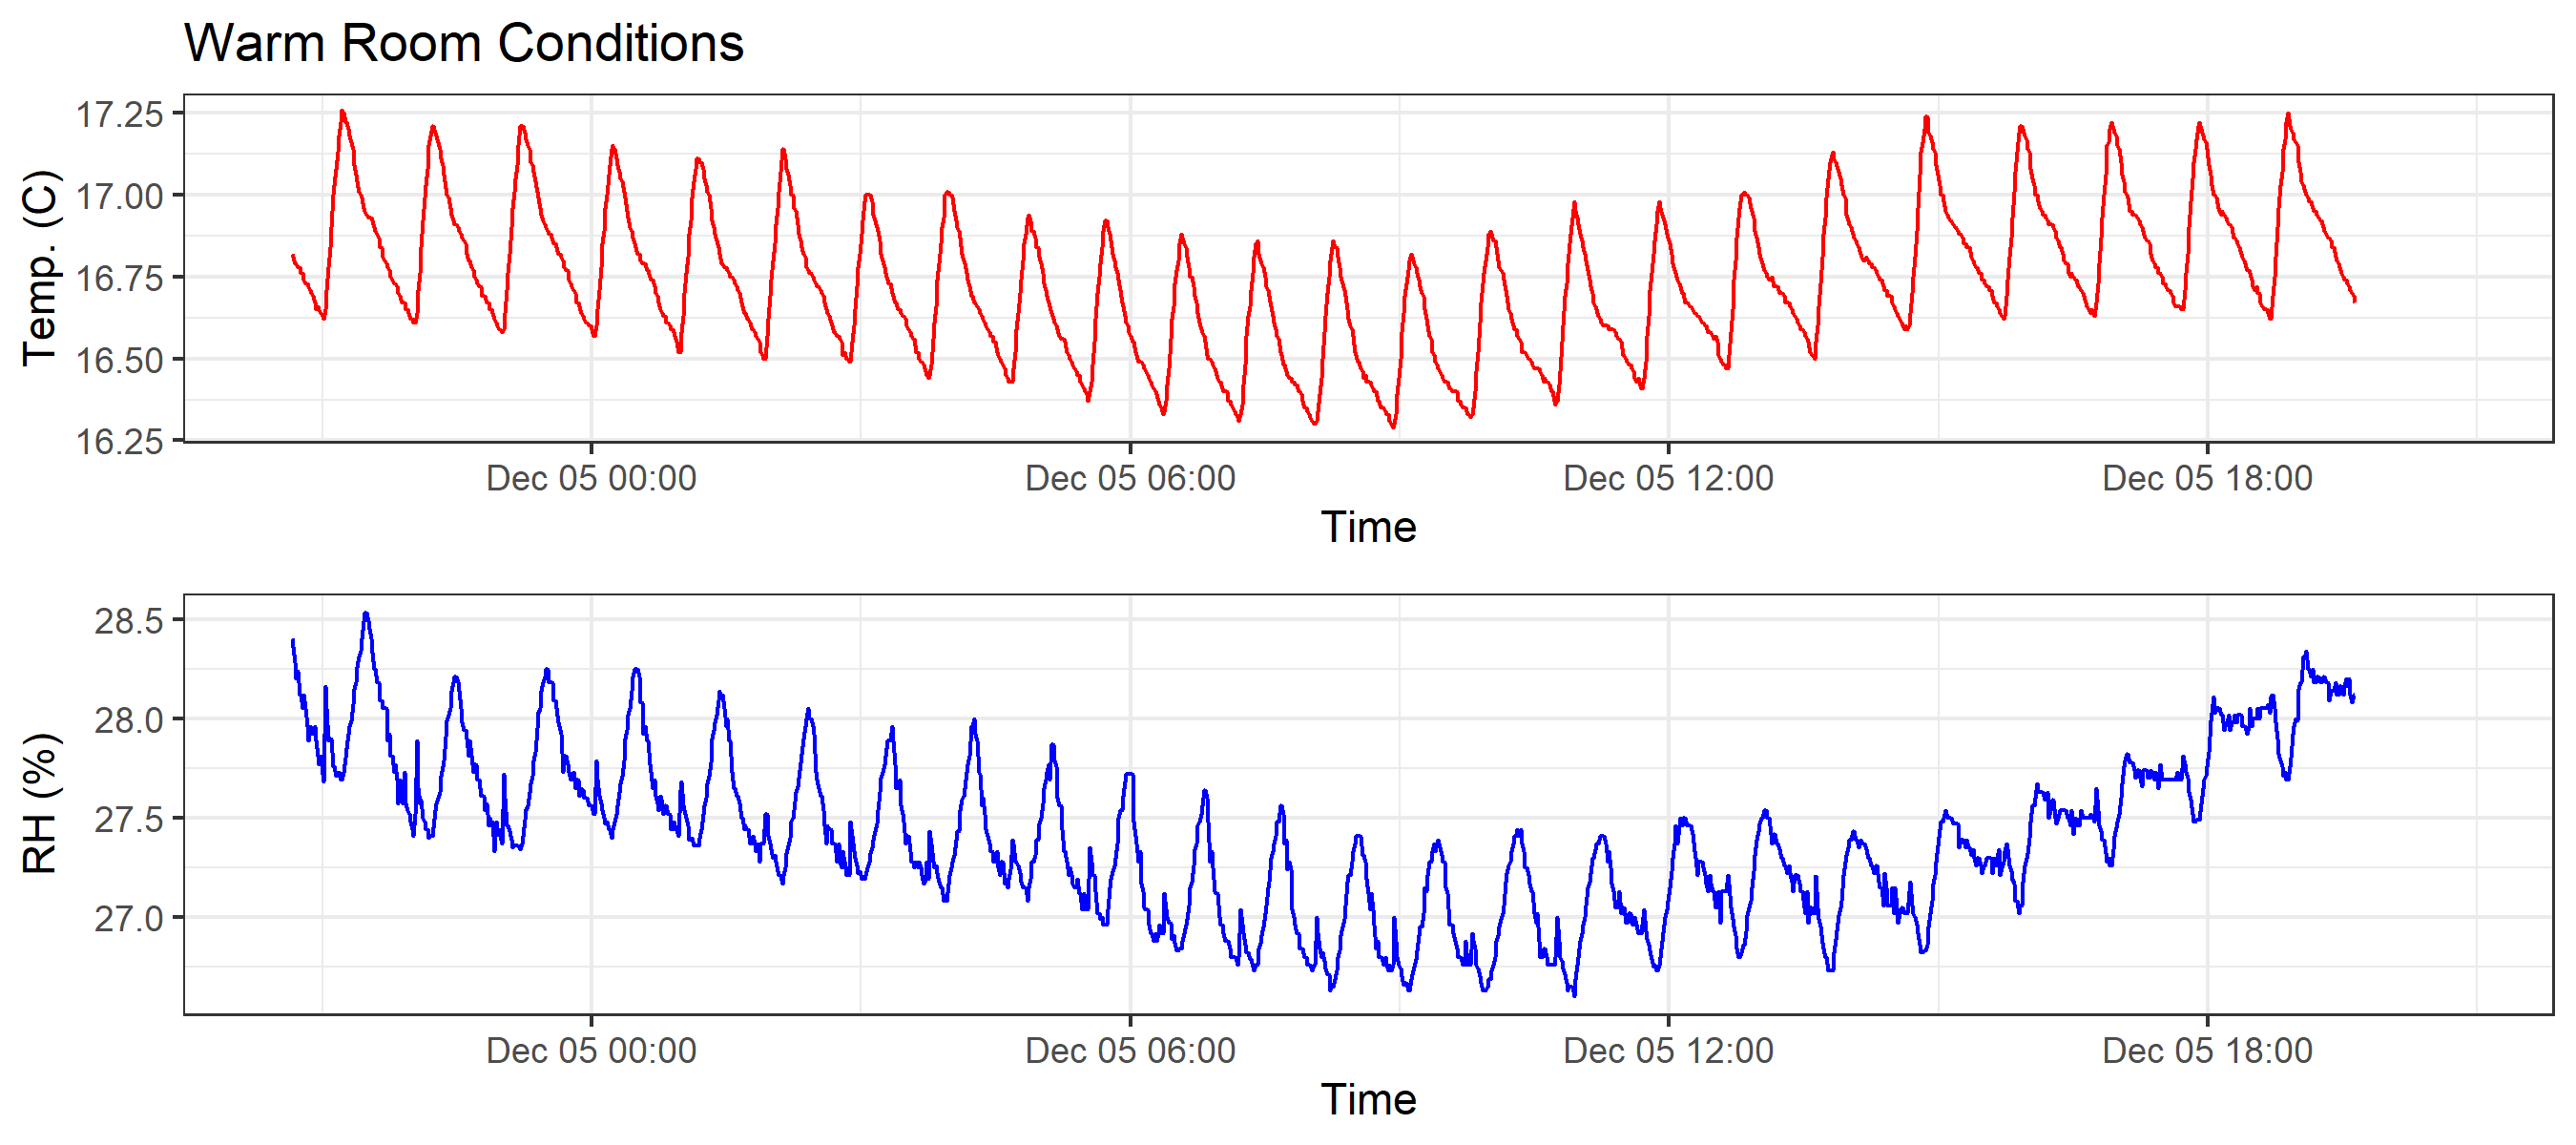 Warm Room Conditions
17.25
17.00
16.75
16.50
16.25
Temp. (C)
Dec 05 00:00 Dec 05 06:00 Dec 05 12:00 Dec 05 18:00
Time
28.5
28.0
27.5
27.0
RH (%)
Dec 05 00:00 Dec 05 06:00 Dec 05 12:00 Dec 05 18:00
Time